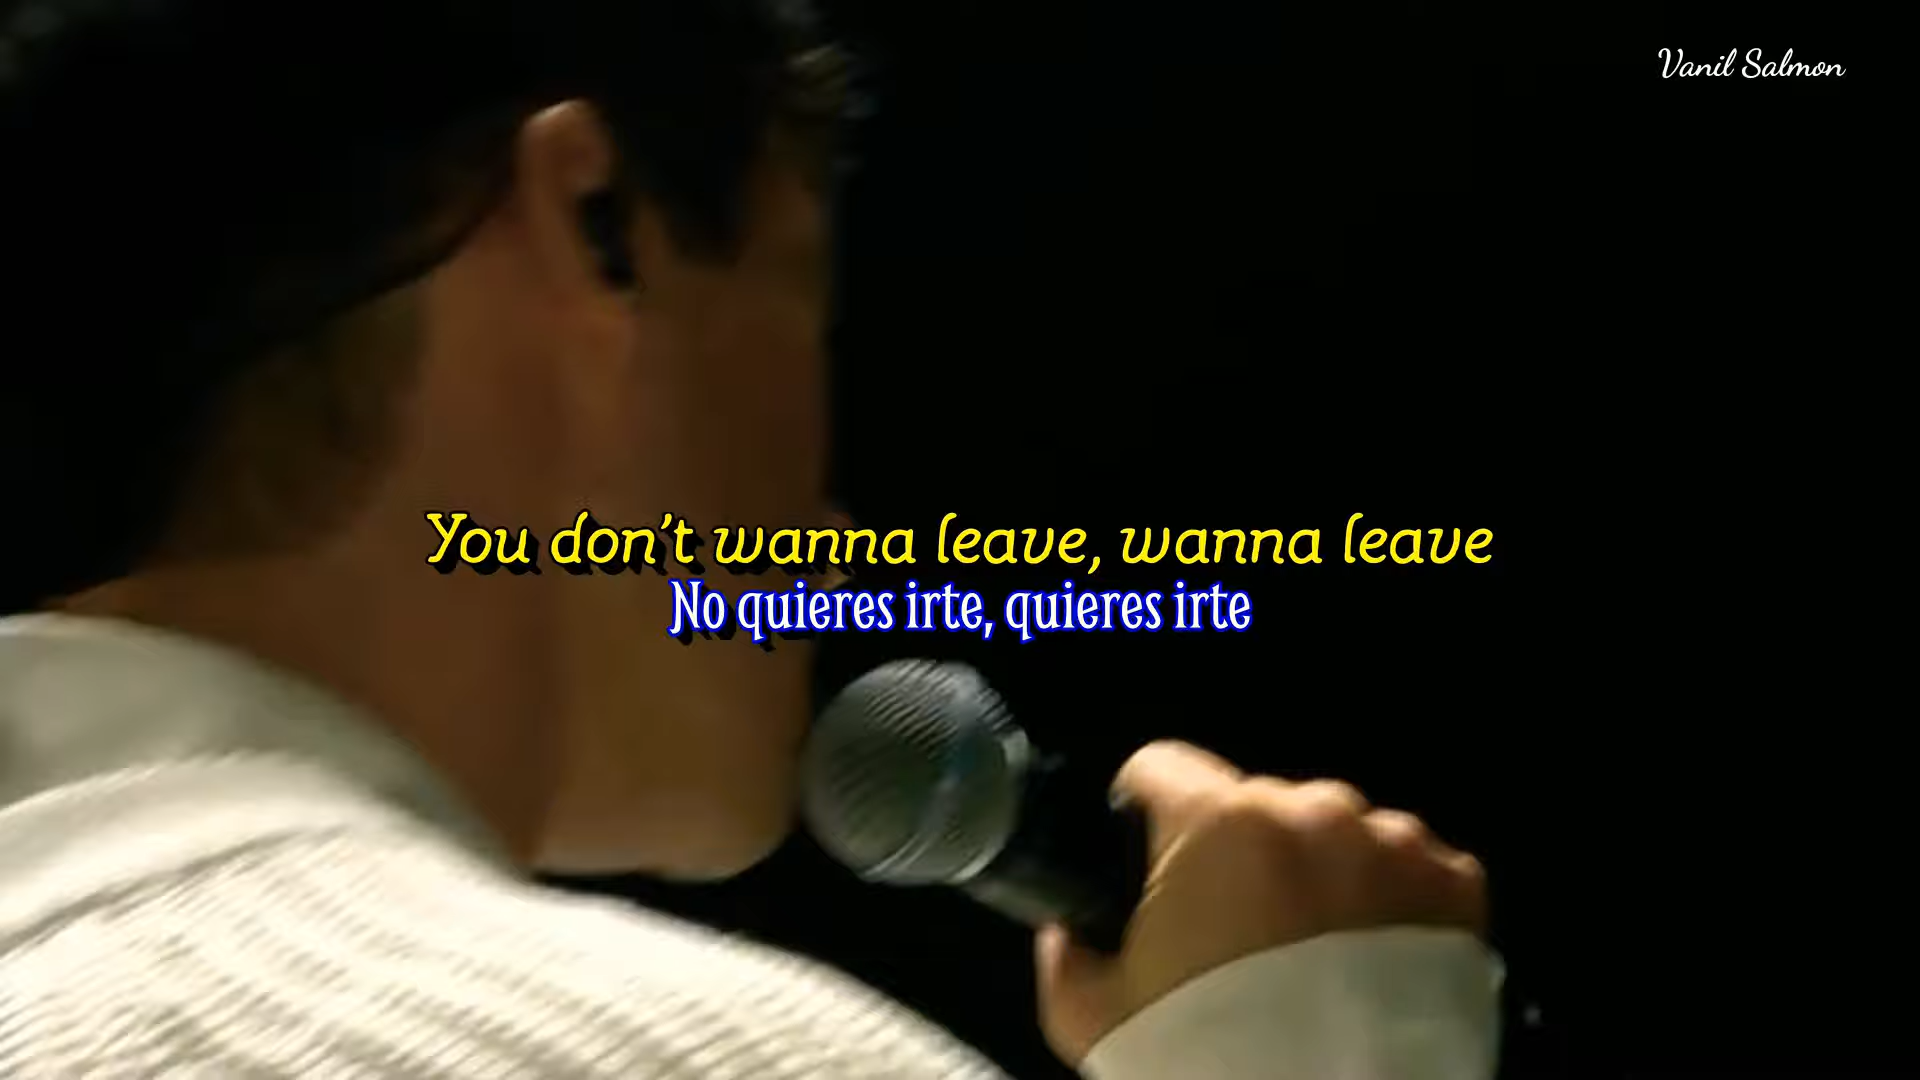 Vanil Salmon
You don't wanna leave, wanna leave
No quieres irte, quieres irte